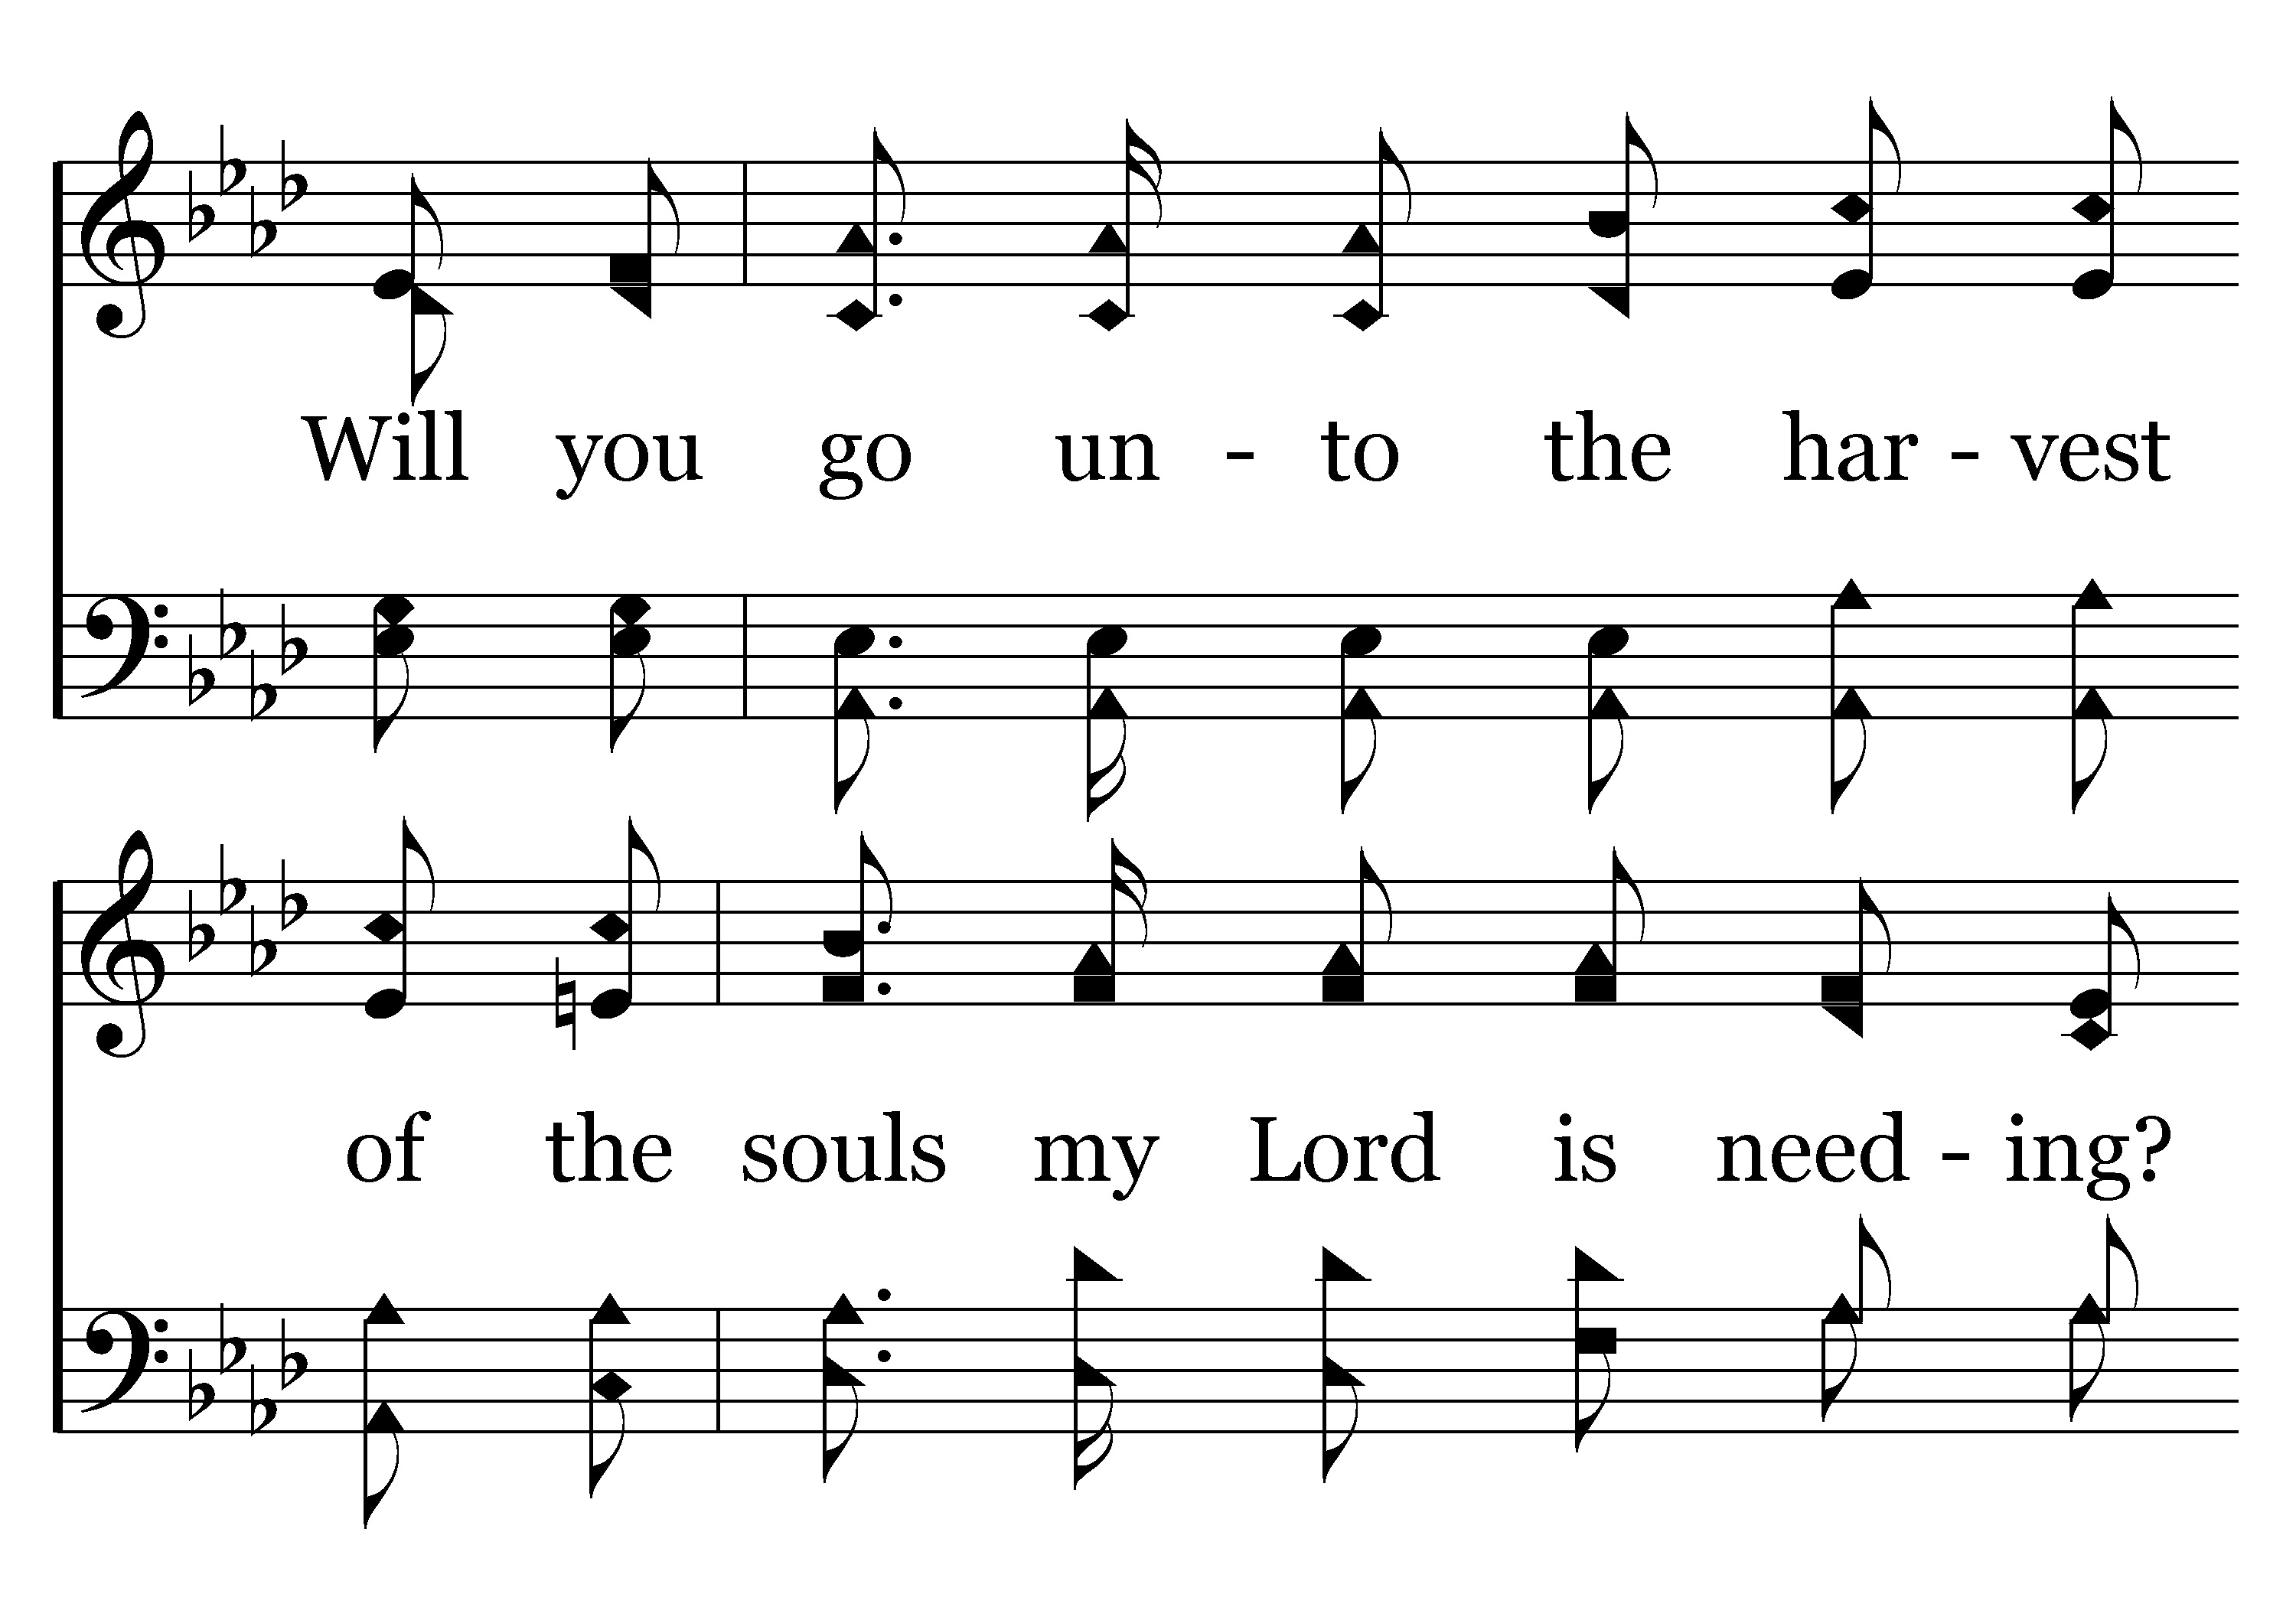 Will you go un - to the har - vest
of the souls my Lord is need - ing?